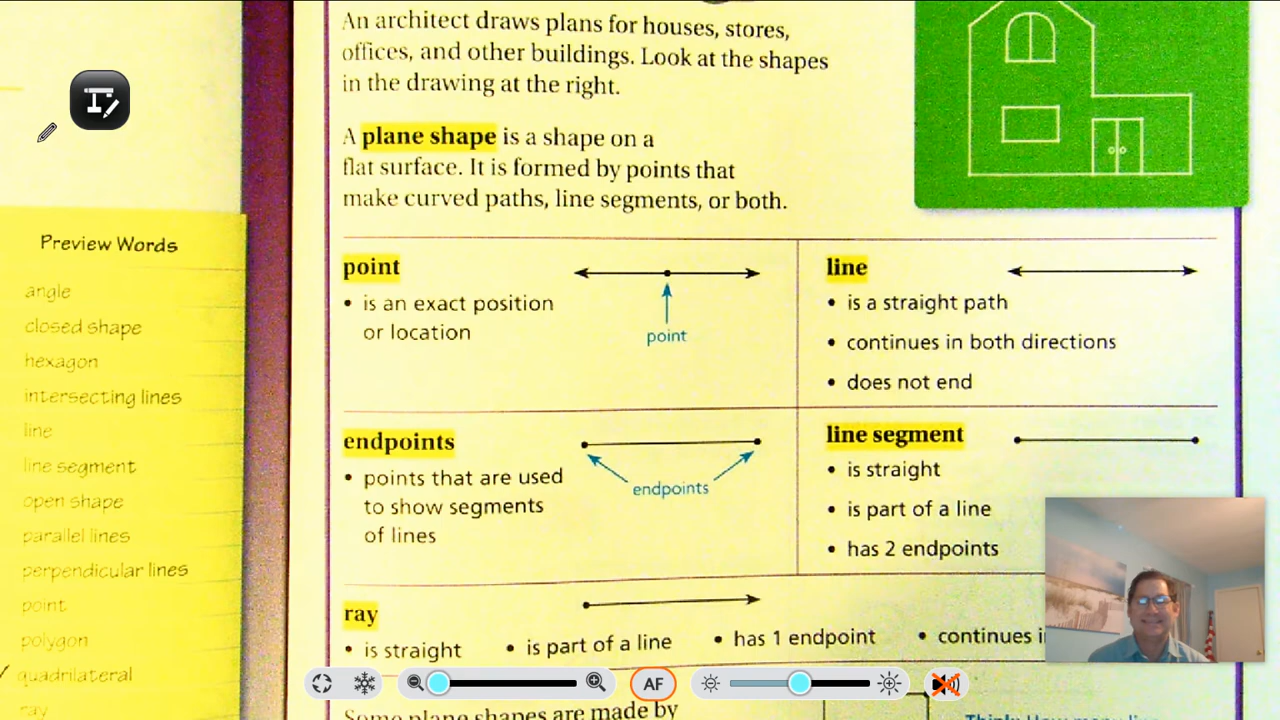 An architect draws plans for houses, stores,
offices, and other buildings. Look at the shapes
in the drawing at the right.
A plane shape is a shape on a
flat surface. It is formed by points that
make curved paths, line segments, or both.
Preview Words
angle
closed shape
hexagon
intersecting lines
line
line segment
open shape
parallel lines
perpendicular lines
point
polygon
quadrilateral
ray
point
• is an exact position
or location
point
line
• is a straight path
• continues in both directions
• does not end
endpoints
• points that are used
to show segments
of lines
endpoints
line segment
• is straight
• is part of a line
• has 2 endpoints
ray
• is straight • is part of a line • has 1 endpoint • continues
AF
Some plane shapes are made by